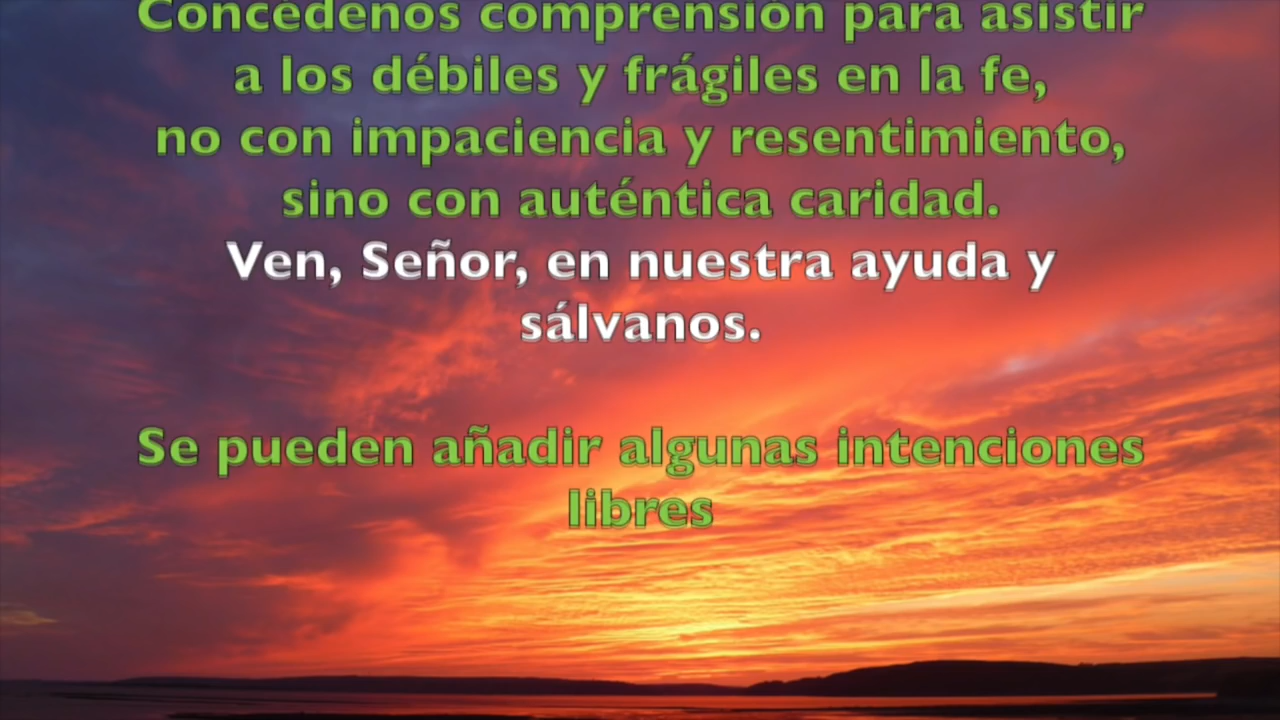 Concédenos comprensión para asistir
a los débiles y frágiles en la fe,
no con impaciencia y resentimiento,
sino con auténtica caridad.
Ven, Señor, en nuestra ayuda y
sálvanos.
Se pueden añadir algunas intenciones
libres